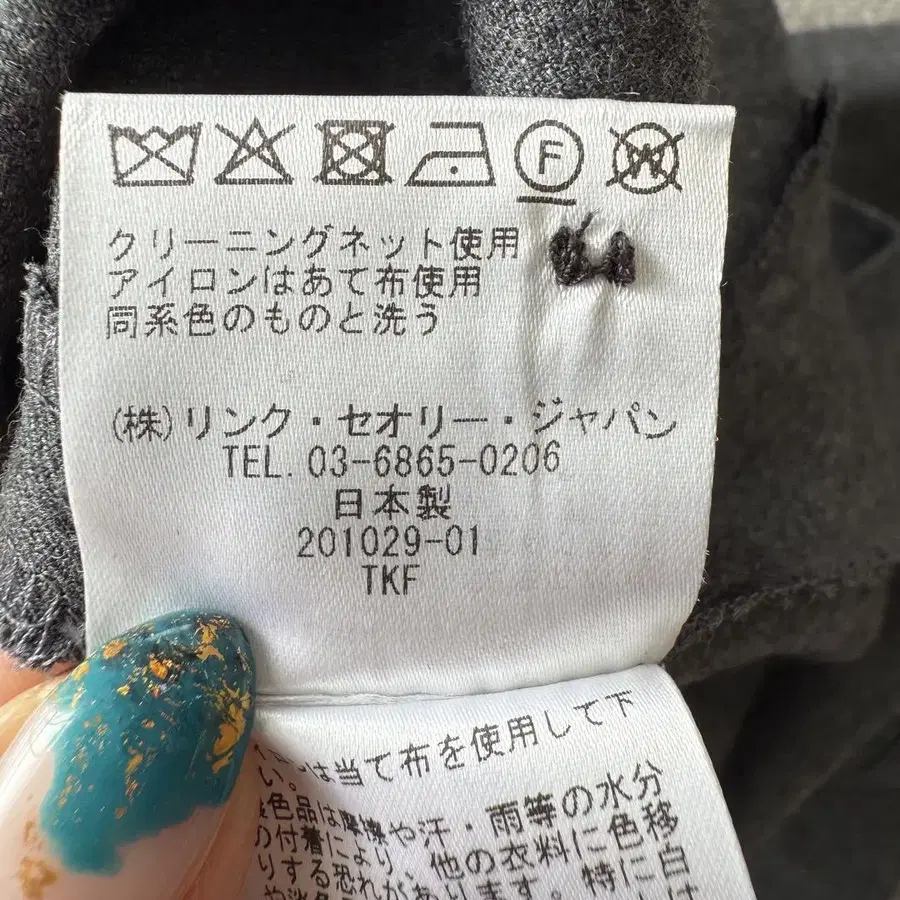 F W
クリーニングネット使用
アイロンはあて布使用
同系色のものと洗う
(株)リンク・セオリー・ジャパン
TEL. 03-6865-0206
日本製
201029-01
TKF
は当て布を使用して下
い。
色品は摩擦や汗・雨等の水分
の付着により、他の衣料に色移
りする恐れがあります。特に白